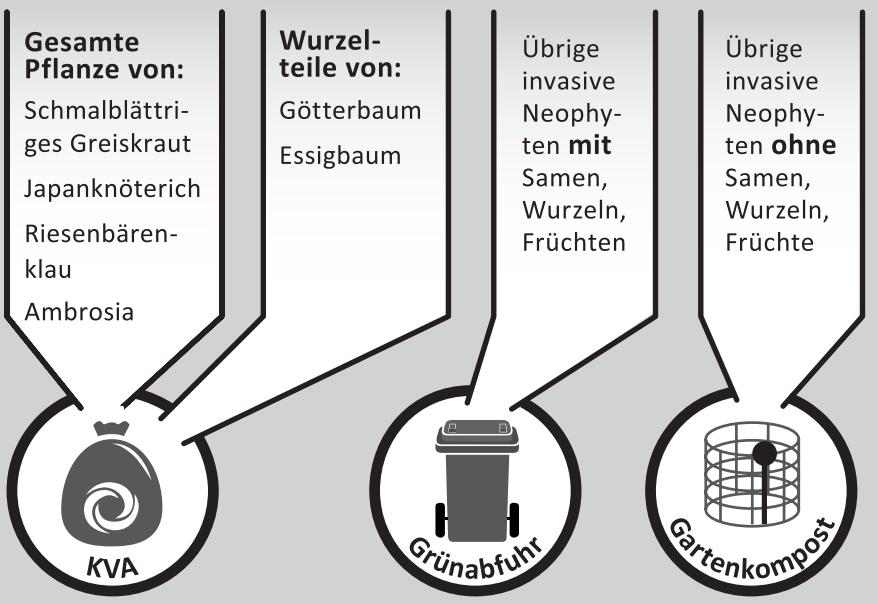 Gesamte
Pflanze von:
Schmalblättri-
ges Greiskraut
Japanknöterich
Riesenbären-
klau
Ambrosia
Wurzel-
teile von:
Götterbaum
Essigbaum
Übrige
invasive
Neophy-
ten mit
Samen,
Wurzeln,
Früchten
Übrige
invasive
Neophy-
ten ohne
Samen,
Wurzeln,
Früchte
KVA
Grünabfuhr
Gartenkompost